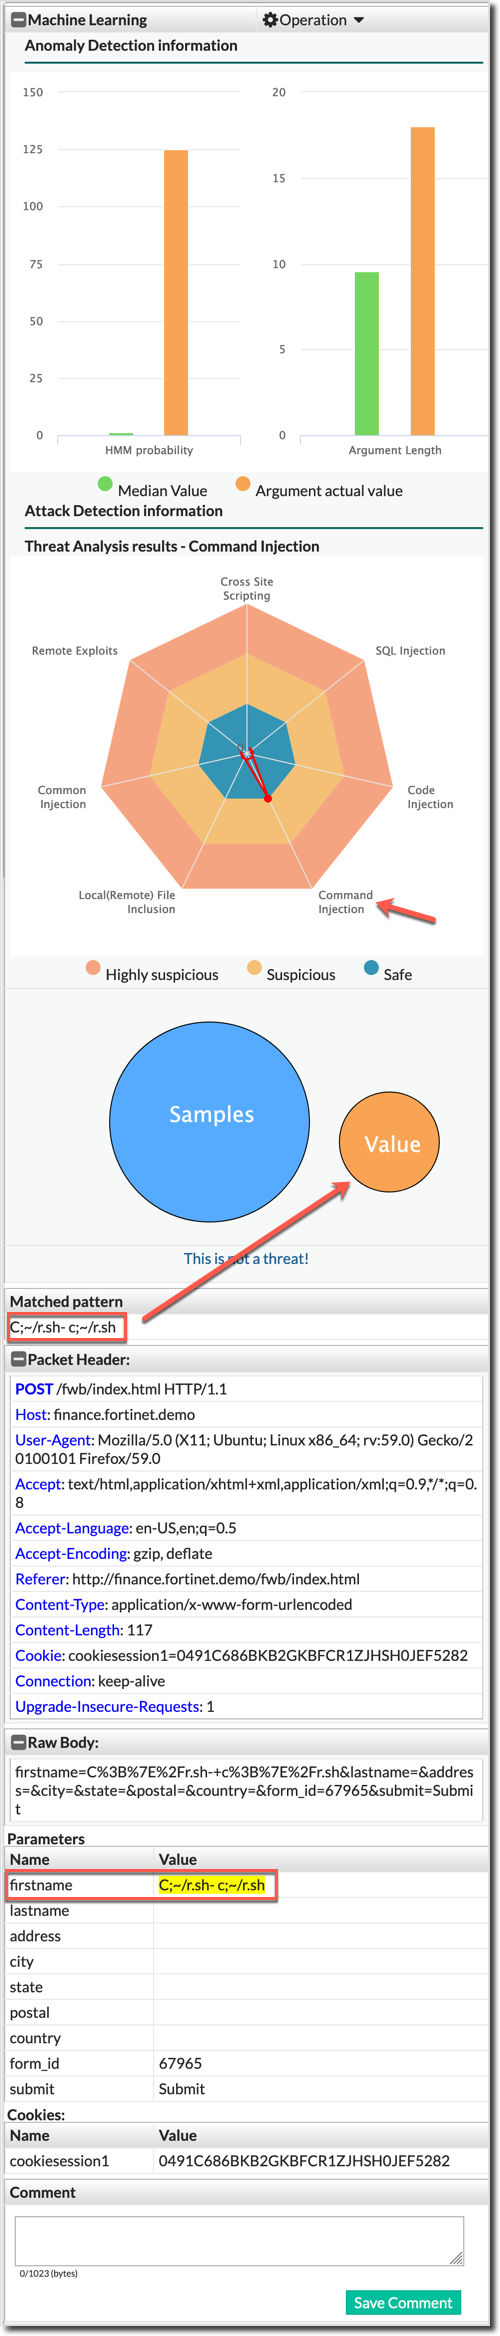 Machine Learning
Operation
Anomaly Detection information
150
125
100
75
50
25
0
HMM probability
20
15
10
5
0
Argument Length
Median Value
Argument actual value
Attack Detection information
Threat Analysis results - Command Injection
Cross Site
Scripting
Remote Exploits
SQL Injection
Common
Injection
Code
Injection
Local(Remote) File
Inclusion
Command
Injection
Highly suspicious
Suspicious
Safe
Samples
Value
This is not a threat!
Matched pattern
C;~/r.sh- c;~/r.sh
Packet Header:
POST /fwb/index.html HTTP/1.1
Host: finance.fortinet.demo
User-Agent: Mozilla/5.0 (X11; Ubuntu; Linux x86_64; rv:59.0) Gecko/2
0100101 Firefox/59.0
Accept: text/html,application/xhtml+xml,application/xml;q=0.9,*/*;q=0.
8
Accept-Language: en-US,en;q=0.5
Accept-Encoding: gzip, deflate
Referer: http://finance.fortinet.demo/fwb/index.html
Content-Type: application/x-www-form-urlencoded
Content-Length: 117
Cookie: cookiesession1=0491C686BKB2GKBFCR1ZJHSH0JEF5282
Connection: keep-alive
Upgrade-Insecure-Requests: 1
Raw Body:
firstname=C%3B%7E%2Fr.sh-+c%3B%7E%2Fr.sh&lastname=&addres
s=&city=&state=&postal=&country=&form_id=67965&submit=Submi
t
Parameters
Name Value
firstname C;~/r.sh- c;~/r.sh
lastname
address
city
state
postal
country
form_id 67965
submit Submit
Cookies:
Name Value
cookiesession1 0491C686BKB2GKBFCR1ZJHSH0JEF5282
Comment
0/1023 (bytes)
Save Comment